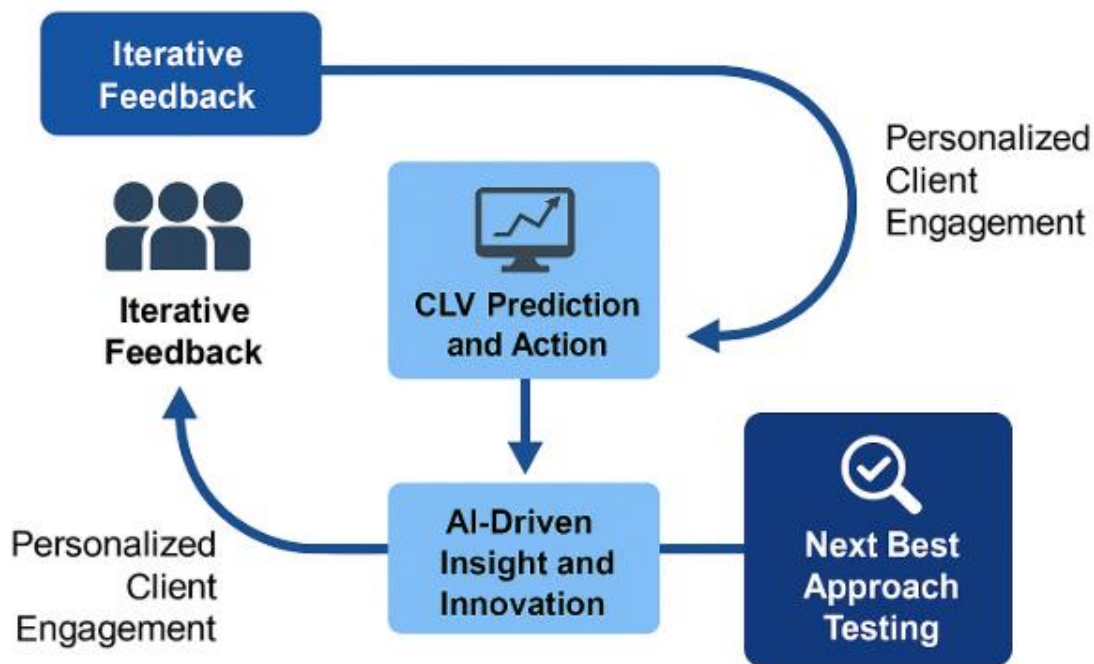 Iterative
Feedback
Personalized
Client
Engagement
Iterative
Feedback
CLV Prediction
and Action
Personalized
Client
Engagement
AI-Driven
Insight and
Innovation
Next Best
Approach
Testing